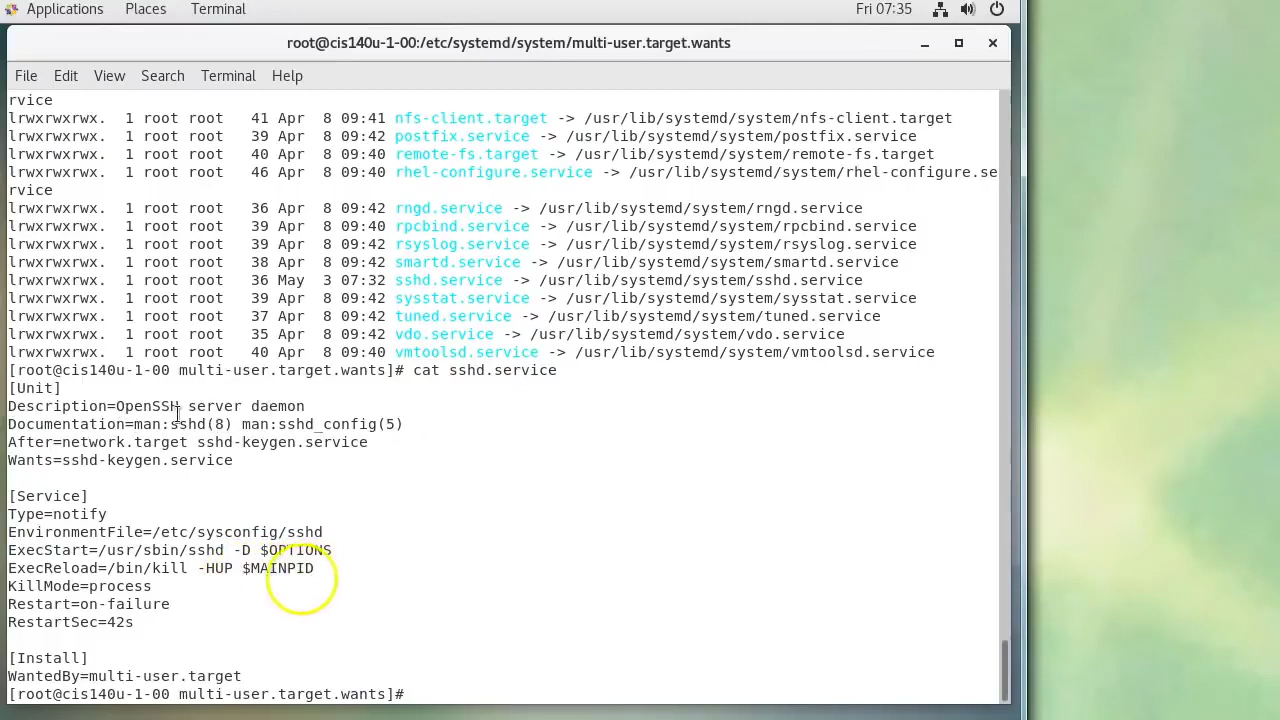 Applications Places Terminal Fri 07:35
root@cis140u-1-00:/etc/systemd/system/multi-user.target.wants
File Edit View Search Terminal Help
rvice
lrwxrwxrwx. 1 root root 41 Apr 8 09:41 nfs-client.target -> /usr/lib/systemd/system/nfs-client.target
lrwxrwxrwx. 1 root root 39 Apr 8 09:42 postfix.service -> /usr/lib/systemd/system/postfix.service
lrwxrwxrwx. 1 root root 40 Apr 8 09:40 remote-fs.target -> /usr/lib/systemd/system/remote-fs.target
lrwxrwxrwx. 1 root root 46 Apr 8 09:40 rhel-configure.service -> /usr/lib/systemd/system/rhel-configure.se
rvice
lrwxrwxrwx. 1 root root 36 Apr 8 09:42 rngd.service -> /usr/lib/systemd/system/rngd.service
lrwxrwxrwx. 1 root root 39 Apr 8 09:42 rpcbind.service -> /usr/lib/systemd/system/rpcbind.service
lrwxrwxrwx. 1 root root 39 Apr 8 09:42 rsyslog.service -> /usr/lib/systemd/system/rsyslog.service
lrwxrwxrwx. 1 root root 38 Apr 8 09:42 smartd.service -> /usr/lib/systemd/system/smartd.service
lrwxrwxrwx. 1 root root 36 May 3 07:32 sshd.service -> /usr/lib/systemd/system/sshd.service
lrwxrwxrwx. 1 root root 39 Apr 8 09:42 sysstat.service -> /usr/lib/systemd/system/sysstat.service
lrwxrwxrwx. 1 root root 37 Apr 8 09:42 tuned.service -> /usr/lib/systemd/system/tuned.service
lrwxrwxrwx. 1 root root 35 Apr 8 09:42 vdo.service -> /usr/lib/systemd/system/vdo.service
lrwxrwxrwx. 1 root root 40 Apr 8 09:40 vmtoolsd.service -> /usr/lib/systemd/system/vmtoolsd.service
[root@cis140u-1-00 multi-user.target.wants]# cat sshd.service
[Unit]
Description=OpenSSH server daemon
Documentation=man:sshd(8) man:sshd_config(5)
After=network.target sshd-keygen.service
Wants=sshd-keygen.service
[Service]
Type=notify
EnvironmentFile=/etc/sysconfig/sshd
ExecStart=/usr/sbin/sshd -D $OPTIONS
ExecReload=/bin/kill -HUP $MAINPID
KillMode=process
Restart=on-failure
RestartSec=42s
[Install]
WantedBy=multi-user.target
[root@cis140u-1-00 multi-user.target.wants]#